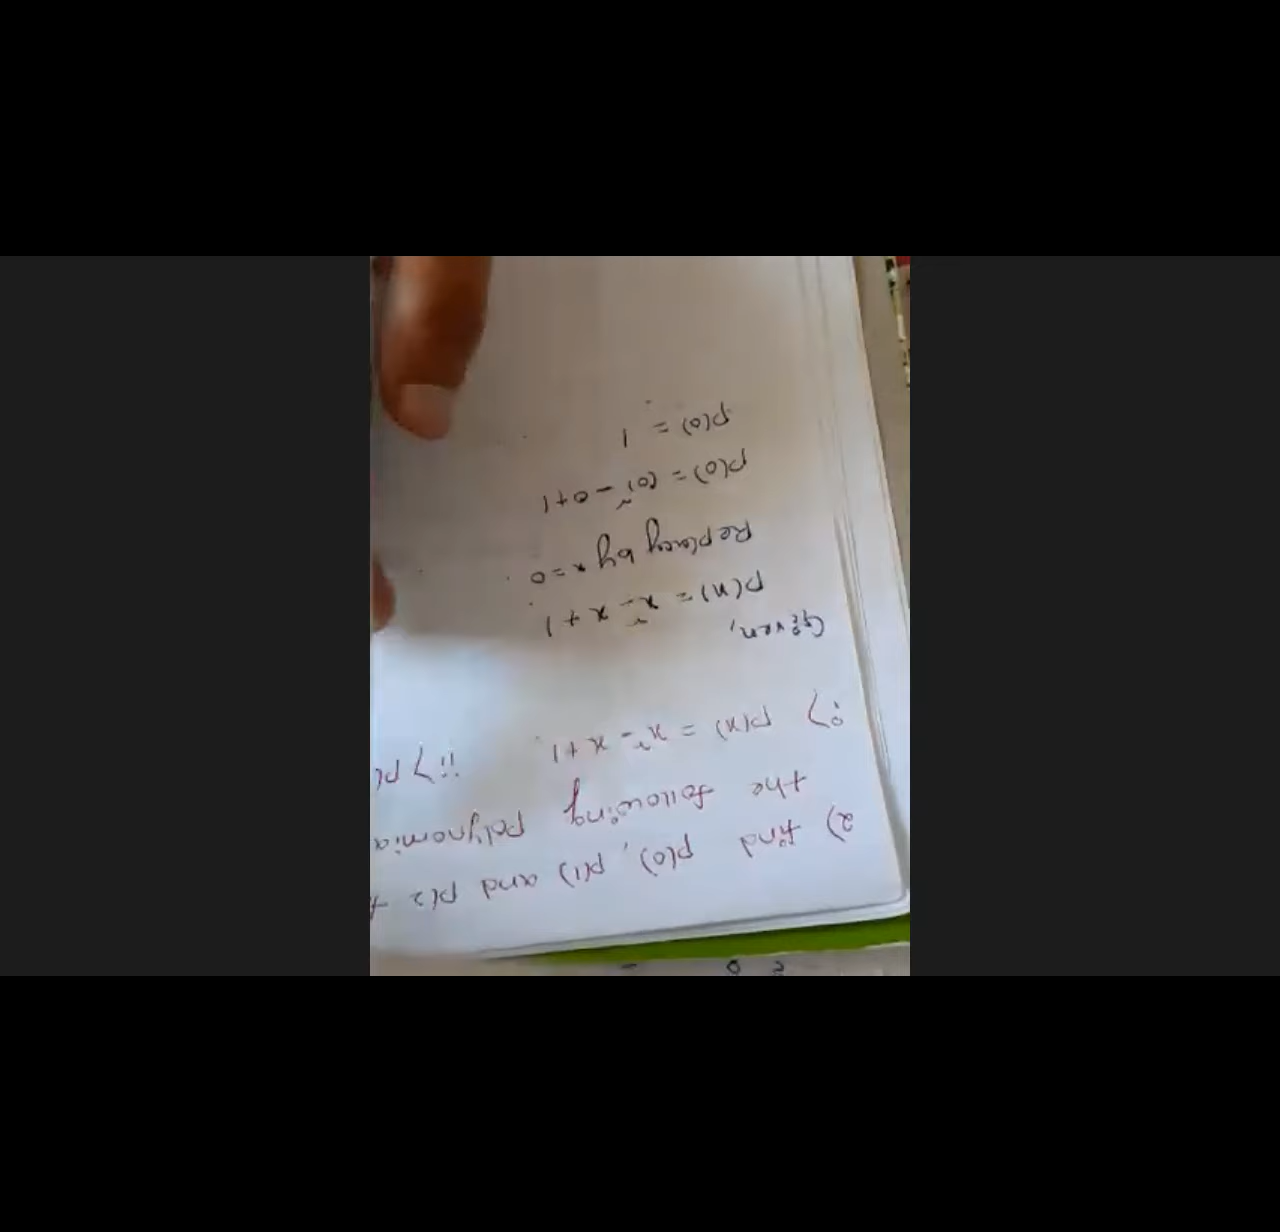 2) find p(0), p(1) and p(2
the following polynomia
i) p(x) = x² - x + 1 ii) p(
Given,
p(x) = x² - x + 1
Replacy by x = 0
p(0) = (0)² - 0 + 1
p(0) = 1